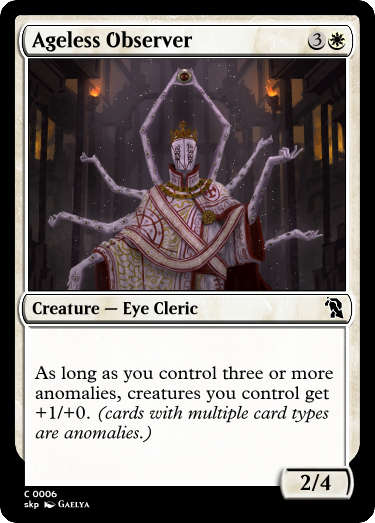 Ageless Observer 3
Creature — Eye Cleric
As long as you control three or more
anomalies, creatures you control get
+1/+0. (cards with multiple card types
are anomalies.)
2/4
C 0006
skp GAELYA